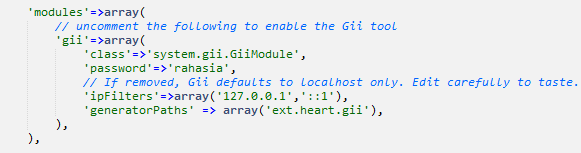 'modules'=>array(
// uncomment the following to enable the Gii tool
'gii'=>array(
'class'=>'system.gii.GiiModule',
'password'=>'rahasia',
// If removed, Gii defaults to localhost only. Edit carefully to taste.
'ipFilters'=>array('127.0.0.1','::1'),
'generatorPaths' => array('ext.heart.gii'),
),
),